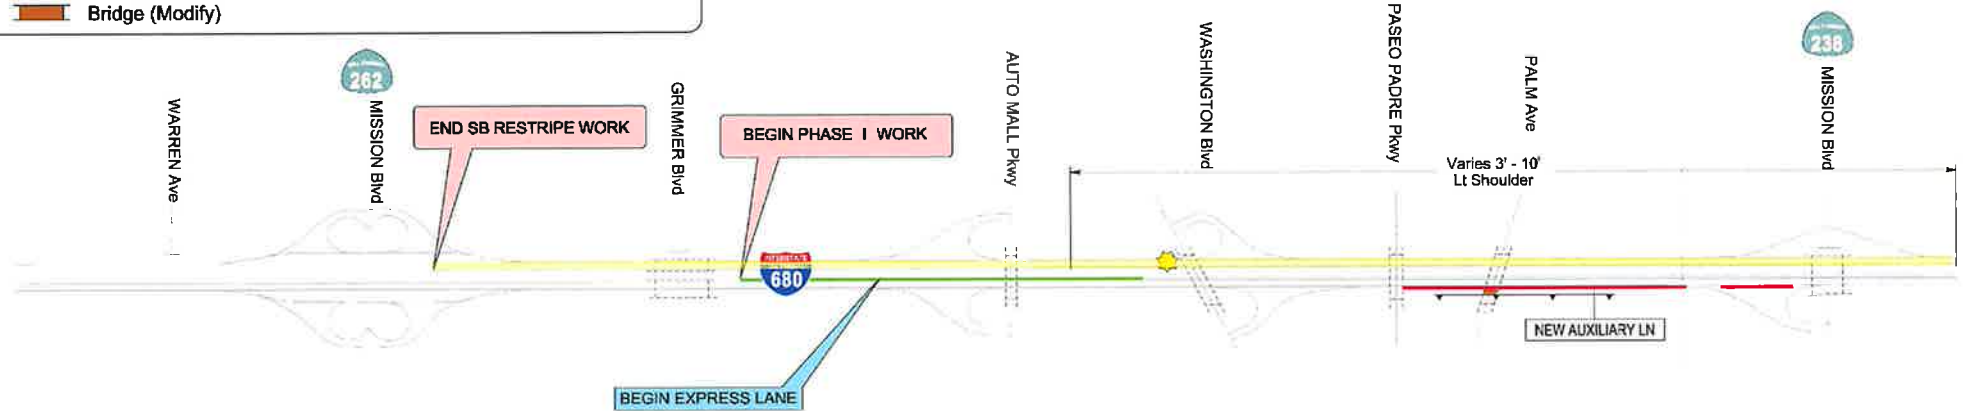 Bridge (Modify)
WARREN Ave
262
MISSION Blvd
END SB RESTRIPE WORK
GRIMMER Blvd
BEGIN PHASE I WORK
INTERSTATE
680
AUTO MALL Pkwy
WASHINGTON Blvd
PASEO PADRE Pkwy
PALM Ave
238
MISSION Blvd
Varies 3' - 10'
Lt Shoulder
NEW AUXILIARY LN
BEGIN EXPRESS LANE